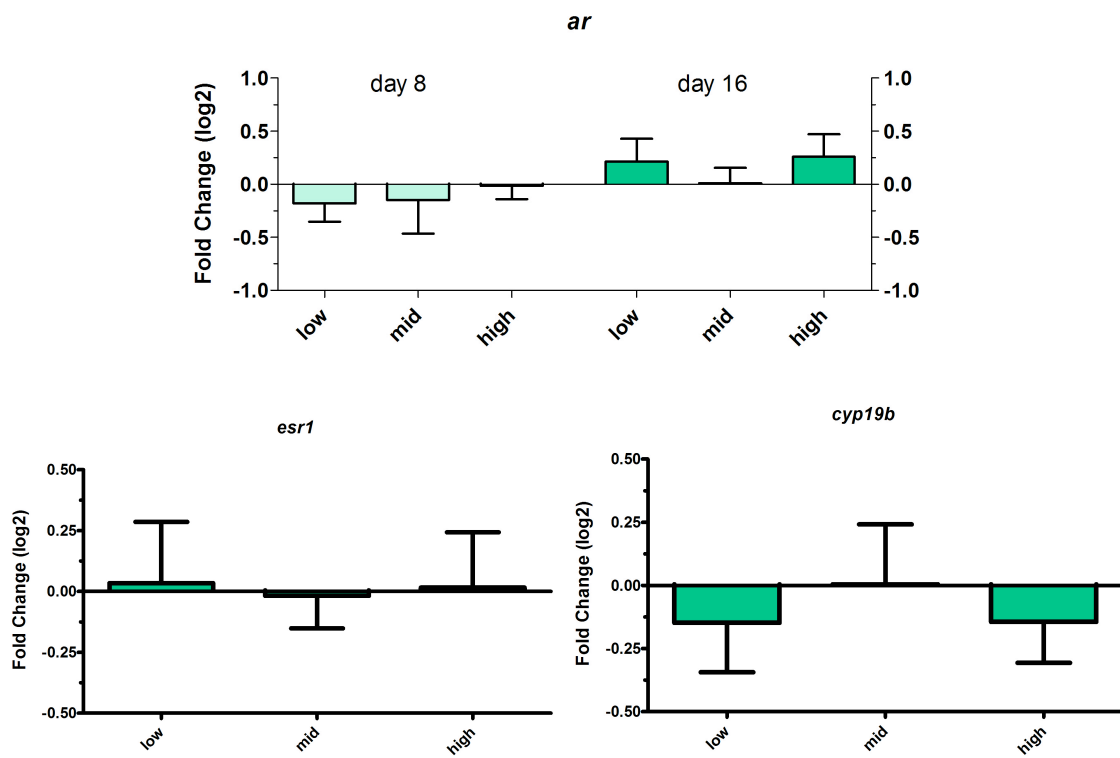 ar
day 8 day 16
Fold Change (log2)
1.0 1.0
0.5 0.5
0.0 0.0
-0.5 -0.5
-1.0 -1.0
low mid high low mid high
esr1
Fold Change (log2)
0.50
0.25
0.00
-0.25
-0.50
low mid high
cyp19b
Fold Change (log2)
0.50
0.25
0.00
-0.25
-0.50
low mid high